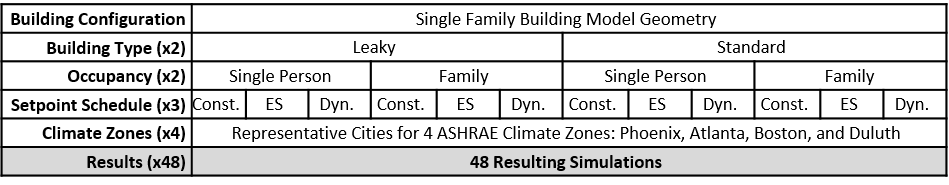 Building Configuration Single Family Building Model Geometry
Building Type (x2) Leaky Standard
Occupancy (x2) Single Person Family Single Person Family
Setpoint Schedule (x3) Const. ES Dyn. Const. ES Dyn. Const. ES Dyn. Const. ES Dyn.
Climate Zones (x4) Representative Cities for 4 ASHRAE Climate Zones: Phoenix, Atlanta, Boston, and Duluth
Results (x48) 48 Resulting Simulations